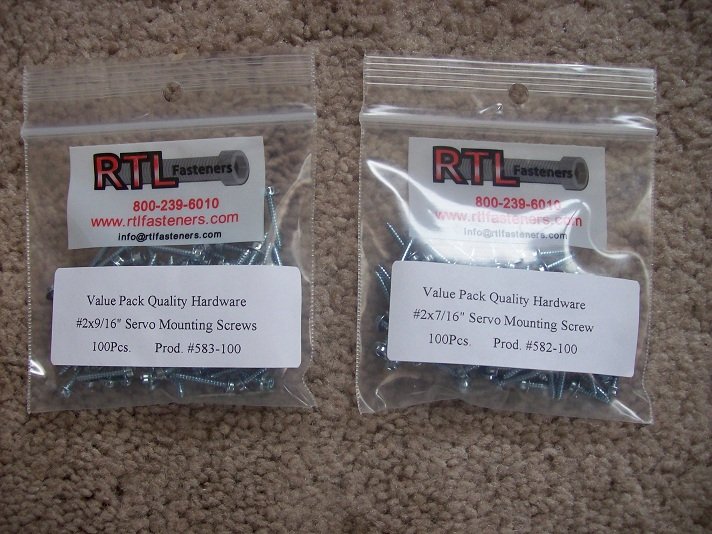 RTL Fasteners
800-239-6010
www.rtlfasteners.com
info@rtlfasteners.com
Value Pack Quality Hardware
#2x9/16" Servo Mounting Screws
100Pcs. Prod. #583-100
RTL Fasteners
800-239-6010
www.rtlfasteners.com
info@rtlfasteners.com
Value Pack Quality Hardware
#2x7/16" Servo Mounting Screw
100Pcs. Prod. #582-100